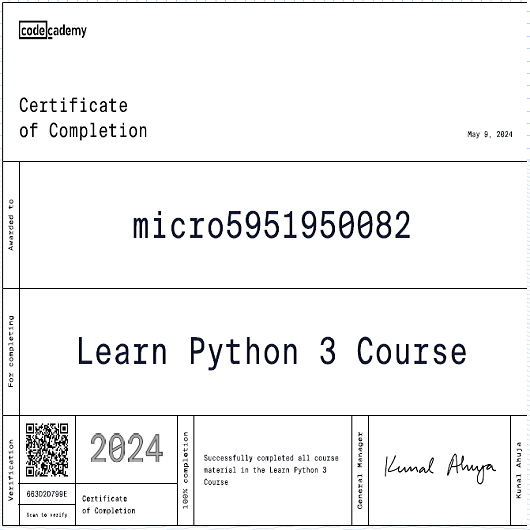 codecademy
Certificate
of Completion
May 9, 2024
Awarded to
micro5951950082
For completing
Learn Python 3 Course
Verification
663D20799E
Scan to verify
2024
Certificate
of Completion
100% completion
Successfully completed all course
material in the Learn Python 3
Course
General Manager
Kunal Ahuja
Kunal Ahuja